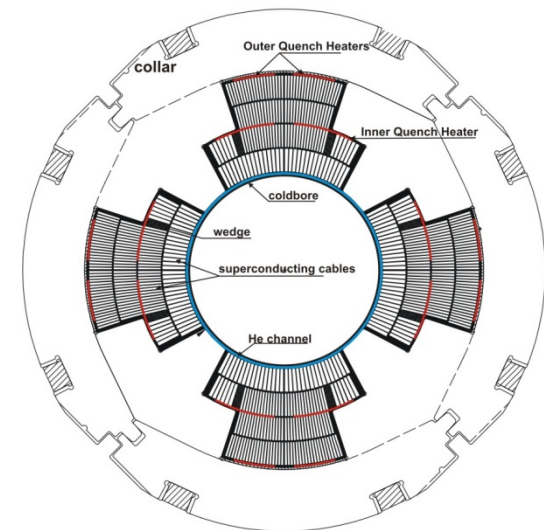 Outer Quench Heaters
collar
Inner Quench Heater
coldbore
wedge
superconducting cables
He channel